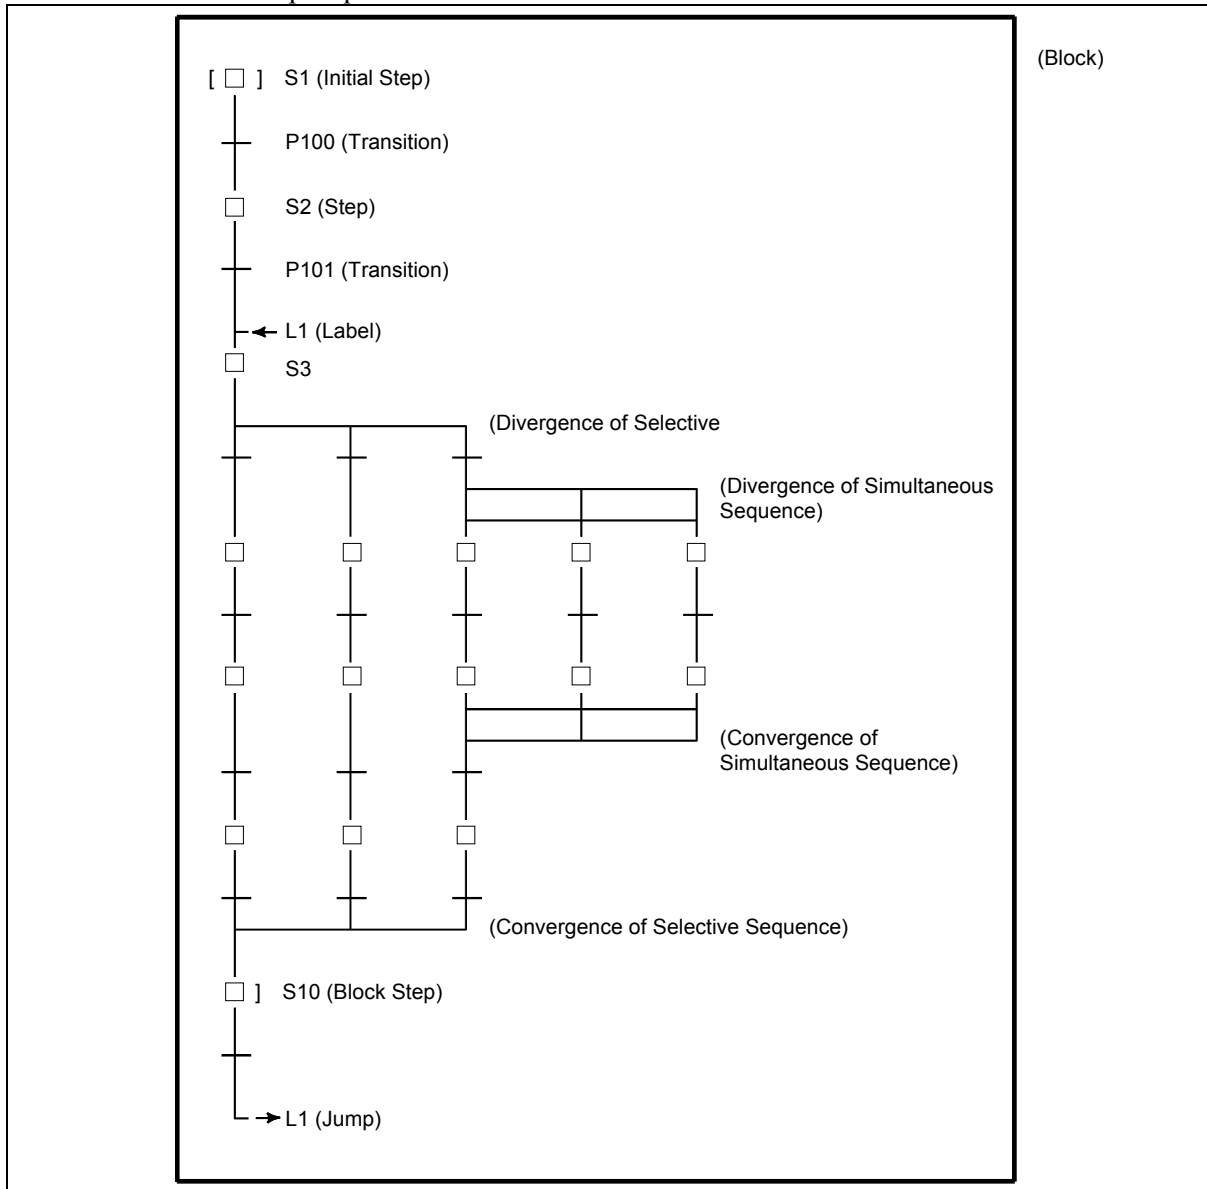 (Block)
[ ] S1 (Initial Step)
P100 (Transition)
S2 (Step)
P101 (Transition)
L1 (Label)
S3
(Divergence of Selective
(Divergence of Simultaneous
Sequence)
(Convergence of
Simultaneous Sequence)
(Convergence of Selective Sequence)
] S10 (Block Step)
L1 (Jump)